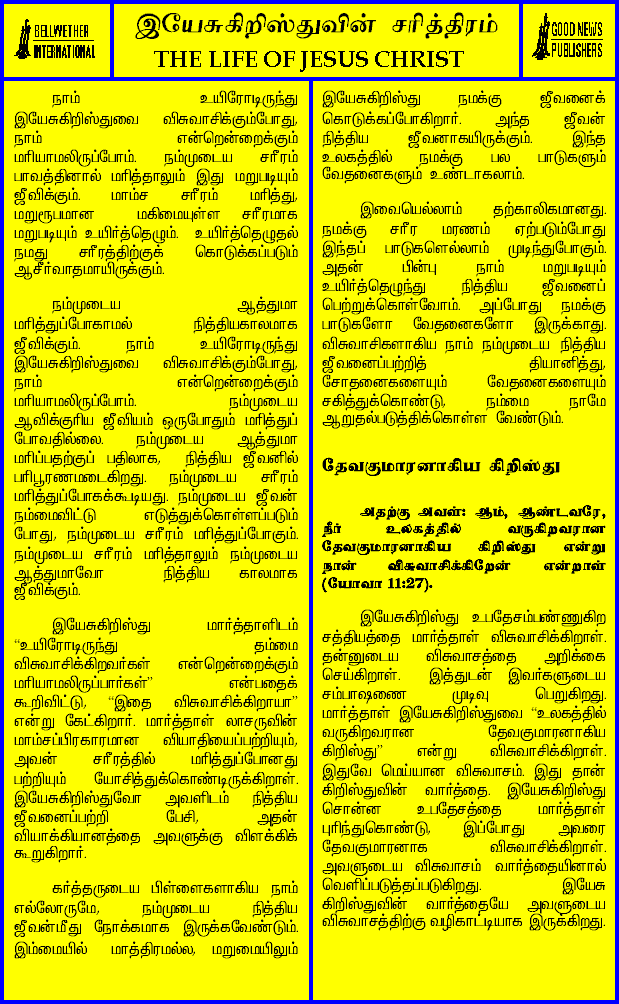 BELLWETHER
INTERNATIONAL
இயேசுகிறிஸ்துவின் சரித்திரம்
THE LIFE OF JESUS CHRIST
GOOD NEWS
PUBLISHERS
நாம் உயிரோடிருந்து
இயேசுகிறிஸ்துவை விசுவாசிக்கும்போது,
நாம் என்றென்றைக்கும்
மரியாமலிருப்போம். நம்முடைய சரீரம்
பாவத்தினால் மரித்தாலும் இது மறுபடியும்
ஜீவிக்கும். மாம்ச சரீரம் மரித்து,
மறுரூபமான மகிமையுள்ள சரீரமாக
மறுபடியும் உயிர்த்தெழும். உயிர்த்தெழுதல்
நமது சரீரத்திற்குக் கொடுக்கப்படும்
ஆசீர்வாதமாயிருக்கும்.
நம்முடைய ஆத்துமா
மரித்துப்போகாமல் நித்தியகாலமாக
ஜீவிக்கும். நாம் உயிரோடிருந்து
இயேசுகிறிஸ்துவை விசுவாசிக்கும்போது,
நாம் என்றென்றைக்கும்
மரியாமலிருப்போம். நம்முடைய
ஆவிக்குரிய ஜீவியம் ஒருபோதும் மரித்துப்
போவதில்லை. நம்முடைய ஆத்துமா
மரிப்பதற்குப் பதிலாக, நித்திய ஜீவனில்
பரிபூரணமடைகிறது. நம்முடைய சரீரம்
மரித்துப்போகக்கூடியது. நம்முடைய ஜீவன்
நம்மைவிட்டு எடுத்துக்கொள்ளப்படும்
போது, நம்முடைய சரீரம் மரித்துப்போகும்.
நம்முடைய சரீரம் மரித்தாலும் நம்முடைய
ஆத்துமாவோ நித்திய காலமாக
ஜீவிக்கும்.
இயேசுகிறிஸ்து மார்த்தாளிடம்
“உயிரோடிருந்து தம்மை
விசுவாசிக்கிறவர்கள் என்றென்றைக்கும்
மரியாமலிருப்பார்கள்” என்பதைக்
கூறிவிட்டு, “இதை விசுவாசிக்கிறாயா”
என்று கேட்கிறார். மார்த்தாள் லாசருவின்
மாம்சப்பிரகாரமான வியாதியைப்பற்றியும்,
அவன் சரீரத்தில் மரித்துப்போனது
பற்றியும் யோசித்துக்கொண்டிருக்கிறாள்.
இயேசுகிறிஸ்துவோ அவளிடம் நித்திய
ஜீவனைப்பற்றி பேசி, அதன்
வியாக்கியானத்தை அவளுக்கு விளக்கிக்
கூறுகிறார்.
கர்த்தருடைய பிள்ளைகளாகிய நாம்
எல்லோருமே, நம்முடைய நித்திய
ஜீவன்மீது நோக்கமாக இருக்கவேண்டும்.
இம்மையில் மாத்திரமல்ல, மறுமையிலும்
இயேசுகிறிஸ்து நமக்கு ஜீவனைக்
கொடுக்கப்போகிறார். அந்த ஜீவன்
நித்திய ஜீவனாகயிருக்கும். இந்த
உலகத்தில் நமக்கு பல பாடுகளும்
வேதனைகளும் உண்டாகலாம்.
இவையெல்லாம் தற்காலிகமானது.
நமக்கு சரீர மரணம் ஏற்படும்போது
இந்தப் பாடுகளெல்லாம் முடிந்துபோகும்.
அதன் பின்பு நாம் மறுபடியும்
உயிர்த்தெழுந்து நித்திய ஜீவனைப்
பெற்றுக்கொள்வோம். அப்போது நமக்கு
பாடுகளோ வேதனைகளோ இருக்காது.
விசுவாசிகளாகிய நாம் நம்முடைய நித்திய
ஜீவனைப்பற்றித் தியானித்து,
சோதனைகளையும் வேதனைகளையும்
சகித்துக்கொண்டு, நம்மை நாமே
ஆறுதல்படுத்திக்கொள்ள வேண்டும்.
தேவகுமாரனாகிய கிறிஸ்து
அதற்கு அவள்: ஆம், ஆண்டவரே,
நீர் உலகத்தில் வருகிறவரான
தேவகுமாரனாகிய கிறிஸ்து என்று
நான் விசுவாசிக்கிறேன் என்றாள்
(யோவா 11:27).
இயேசுகிறிஸ்து உபதேசம்பண்ணுகிற
சத்தியத்தை மார்த்தாள் விசுவாசிக்கிறாள்.
தன்னுடைய விசுவாசத்தை அறிக்கை
செய்கிறாள். இத்துடன் இவர்களுடைய
சம்பாஷணை முடிவு பெறுகிறது.
மார்த்தாள் இயேசுகிறிஸ்துவை “உலகத்தில்
வருகிறவரான தேவகுமாரனாகிய
கிறிஸ்து” என்று விசுவாசிக்கிறாள்.
இதுவே மெய்யான விசுவாசம். இது தான்
கிறிஸ்துவின் வார்த்தை. இயேசுகிறிஸ்து
சொன்ன உபதேசத்தை மார்த்தாள்
புரிந்துகொண்டு, இப்போது அவரை
தேவகுமாரனாக விசுவாசிக்கிறாள்.
அவளுடைய விசுவாசம் வார்த்தையினால்
வெளிப்படுத்தப்படுகிறது. இயேசு
கிறிஸ்துவின் வார்த்தையே அவளுடைய
விசுவாசத்திற்கு வழிகாட்டியாக இருக்கிறது.